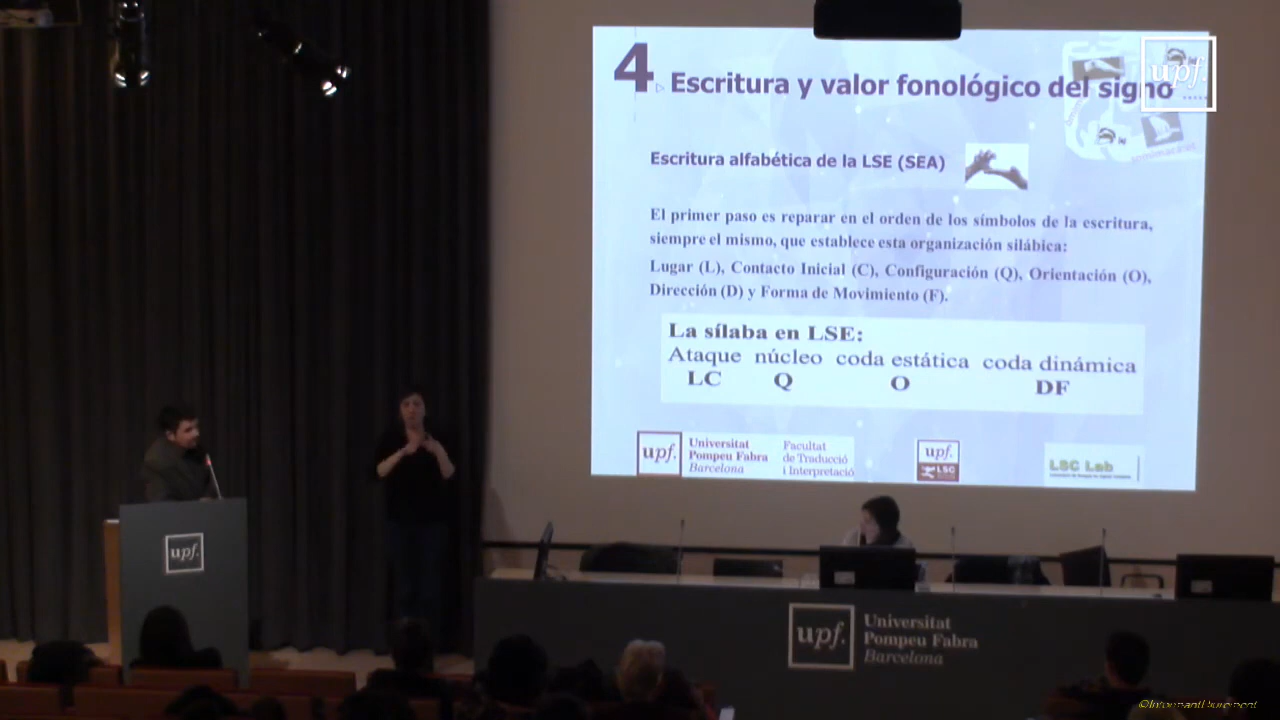 4 Escritura y valor fonológico del signo .....
upf.
Escritura alfabética de la LSE (SEA)
El primer paso es reparar en el orden de los símbolos de la escritura,
siempre el mismo, que establece esta organización silábica:
Lugar (L), Contacto Inicial (C), Configuración (Q), Orientación (O),
Dirección (D) y Forma de Movimiento (F).
La sílaba en LSE:
Ataque núcleo coda estática coda dinámica
LC Q O DF
upf. Universitat Pompeu Fabra Barcelona
Facultat de Traducció i Interpretació
upf. LSC
LSC Lab
upf.
upf. Universitat
Pompeu Fabra
Barcelona